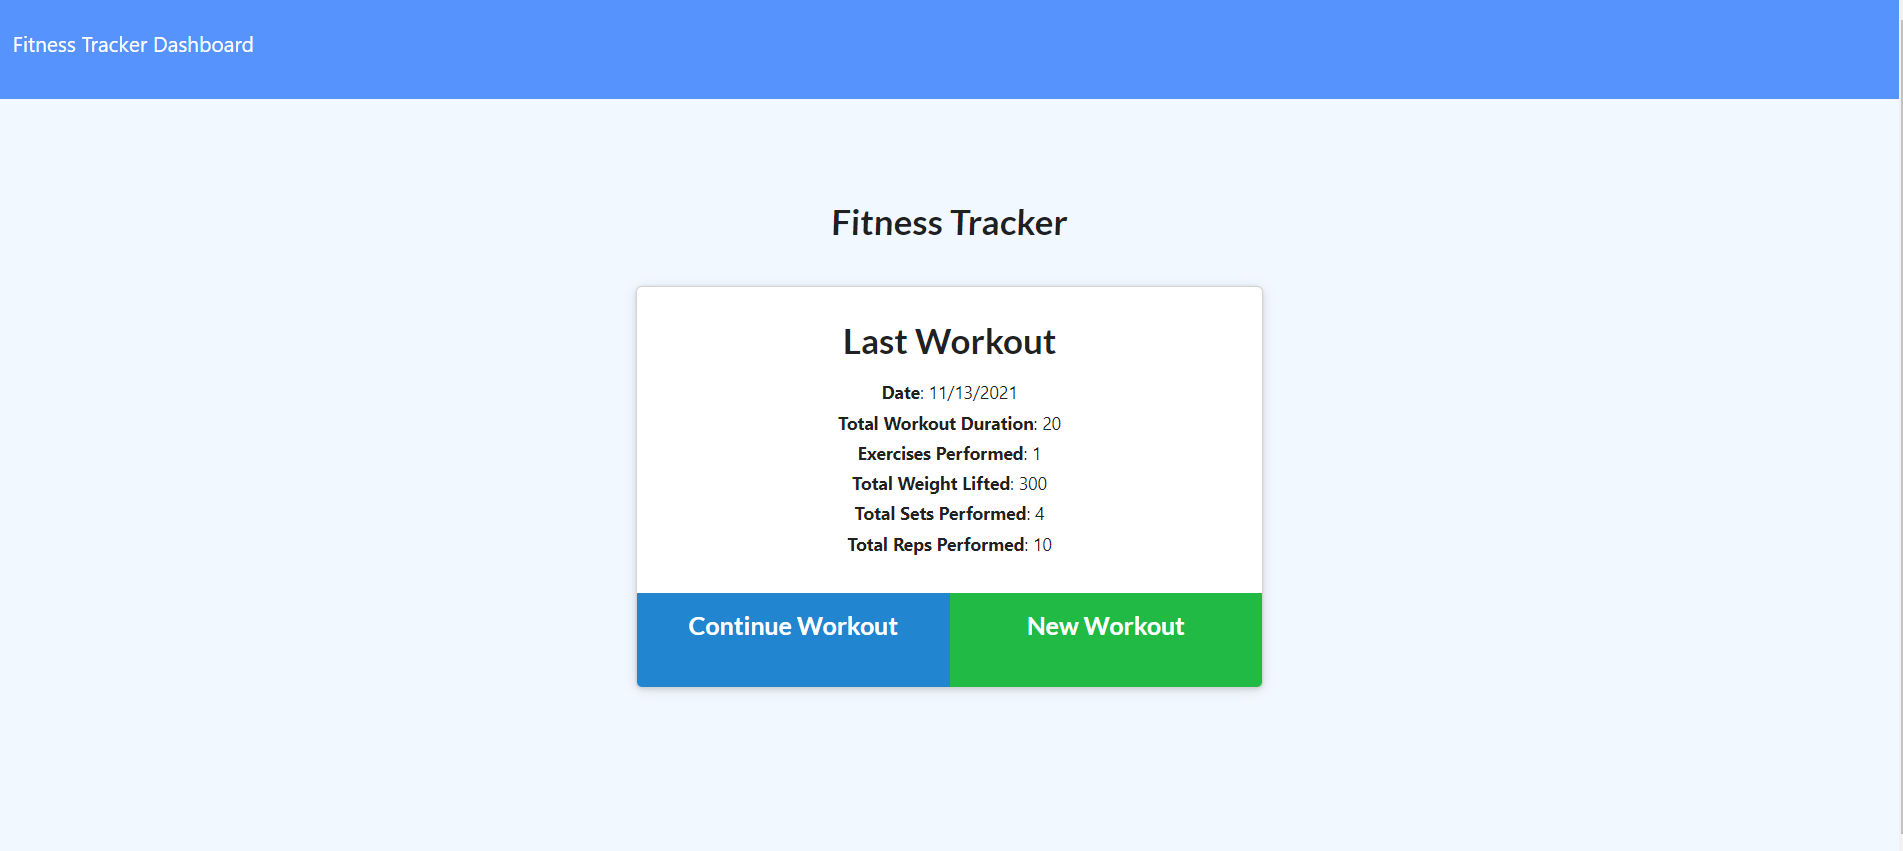 Fitness Tracker Dashboard
Fitness Tracker
Last Workout
Date: 11/13/2021
Total Workout Duration: 20
Exercises Performed: 1
Total Weight Lifted: 300
Total Sets Performed: 4
Total Reps Performed: 10
Continue Workout
New Workout